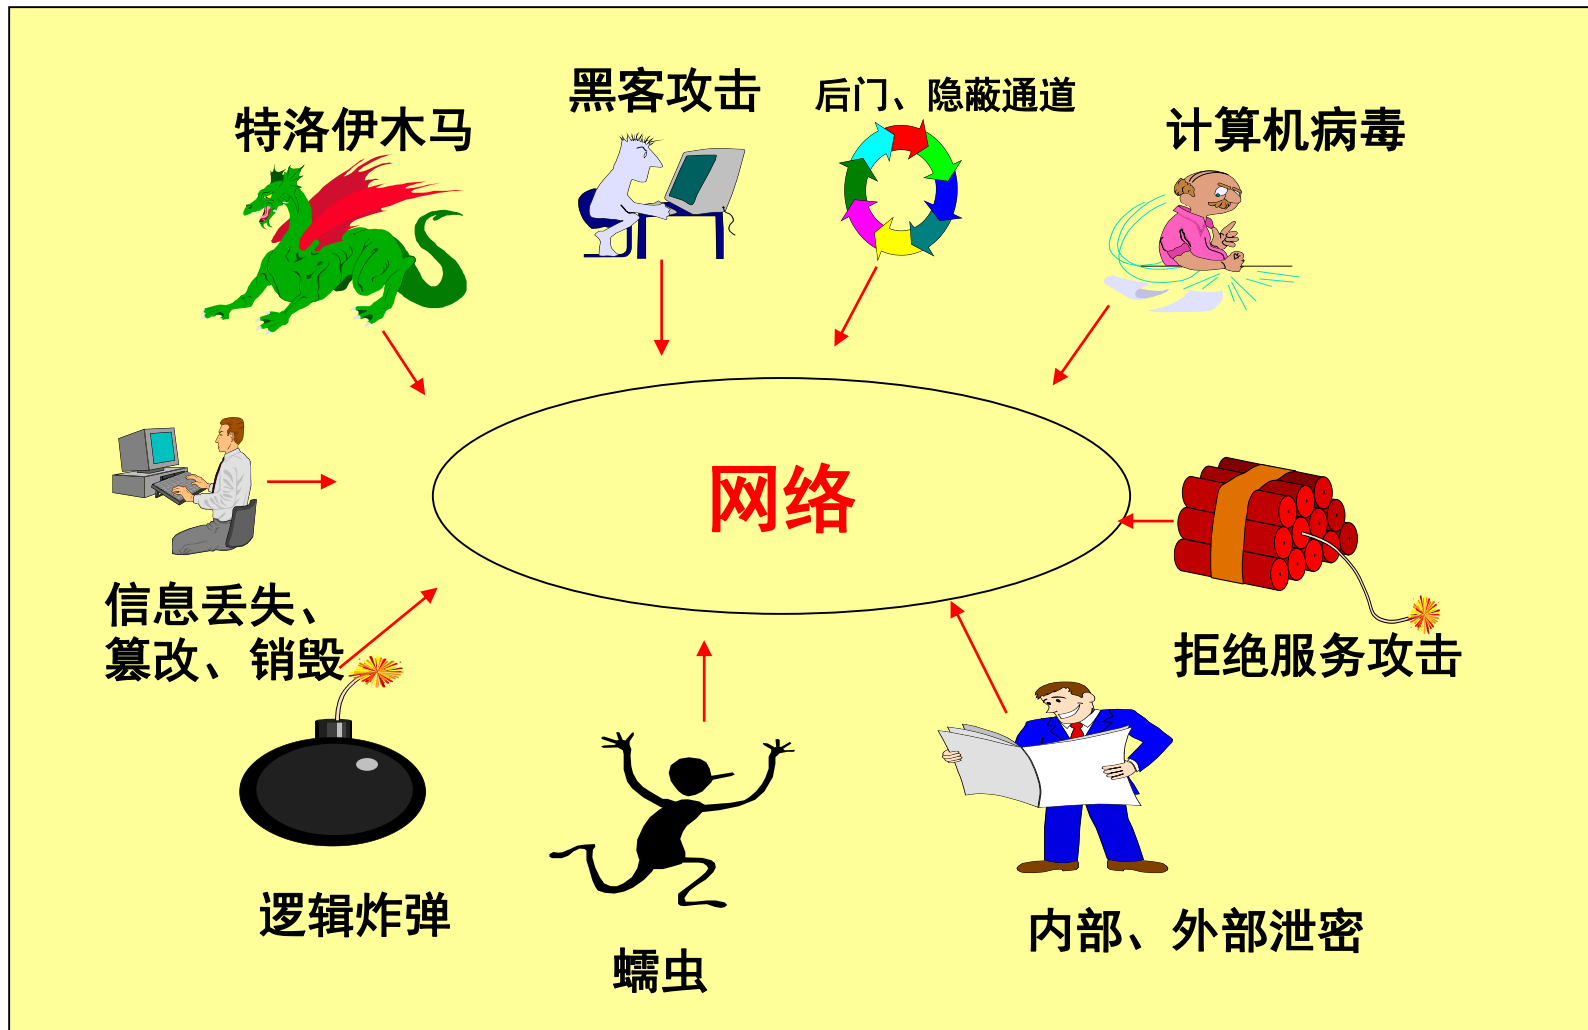 黑客攻击
后门、隐蔽通道
特洛伊木马
计算机病毒
网络
信息丢失、
篡改、销毁
拒绝服务攻击
逻辑炸弹
内部、外部泄密
蠕虫